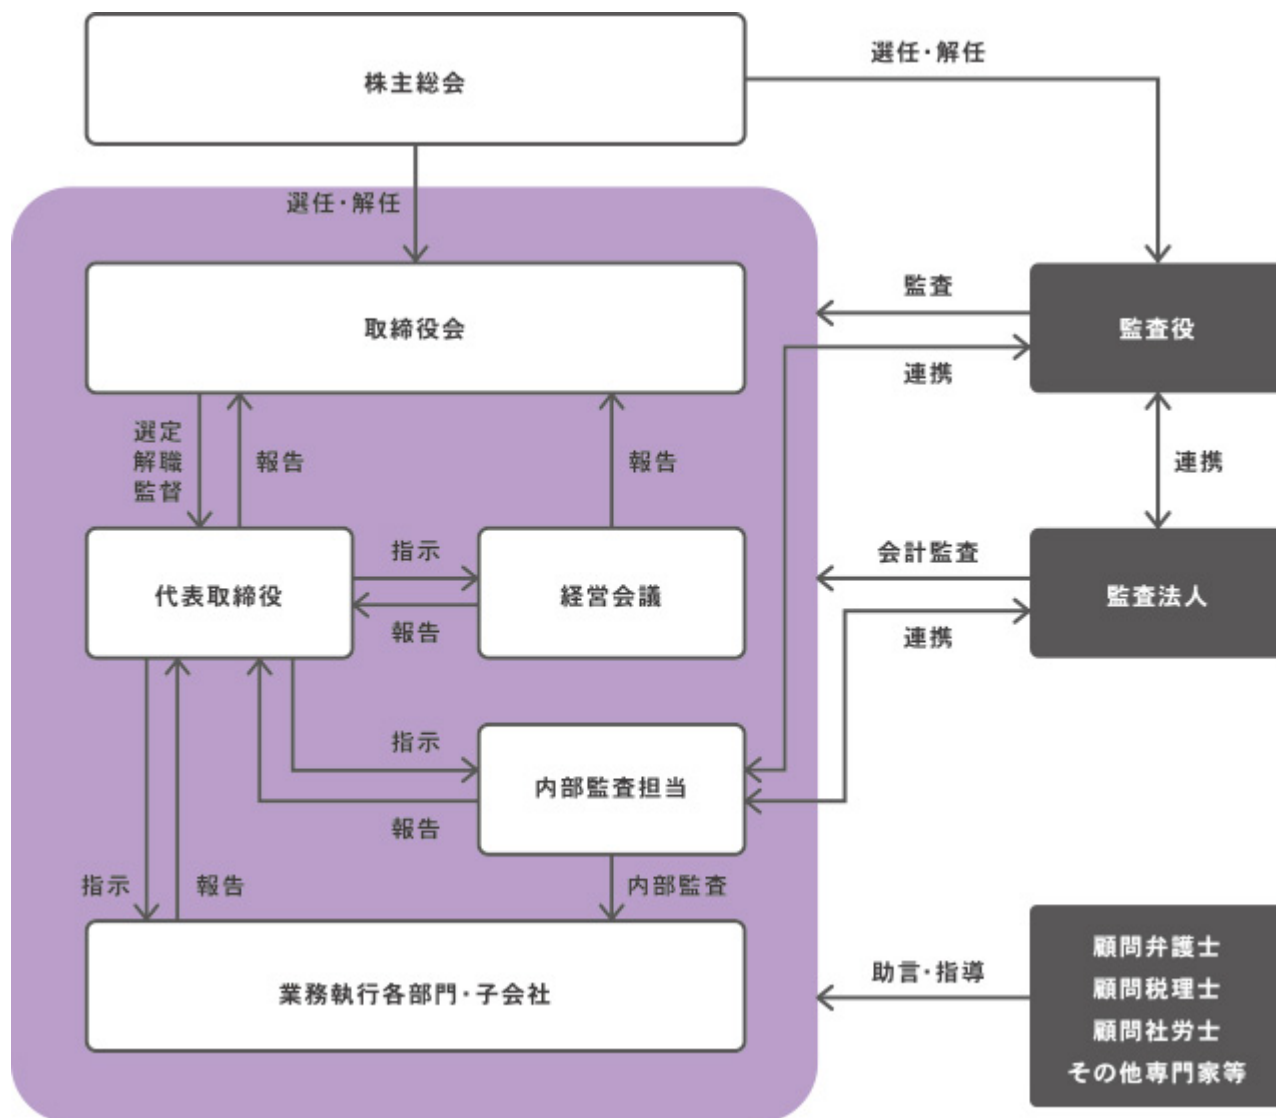 株主総会
選任・解任
選任・解任
取締役会
監査
監査役
連携
選定
解職
監督
報告
報告
連携
代表取締役
指示
報告
経営会議
会計監査
監査法人
連携
指示
内部監査担当
報告
指示
報告
内部監査
業務執行各部門・子会社
助言・指導
顧問弁護士
顧問税理士
顧問社労士
その他専門家等